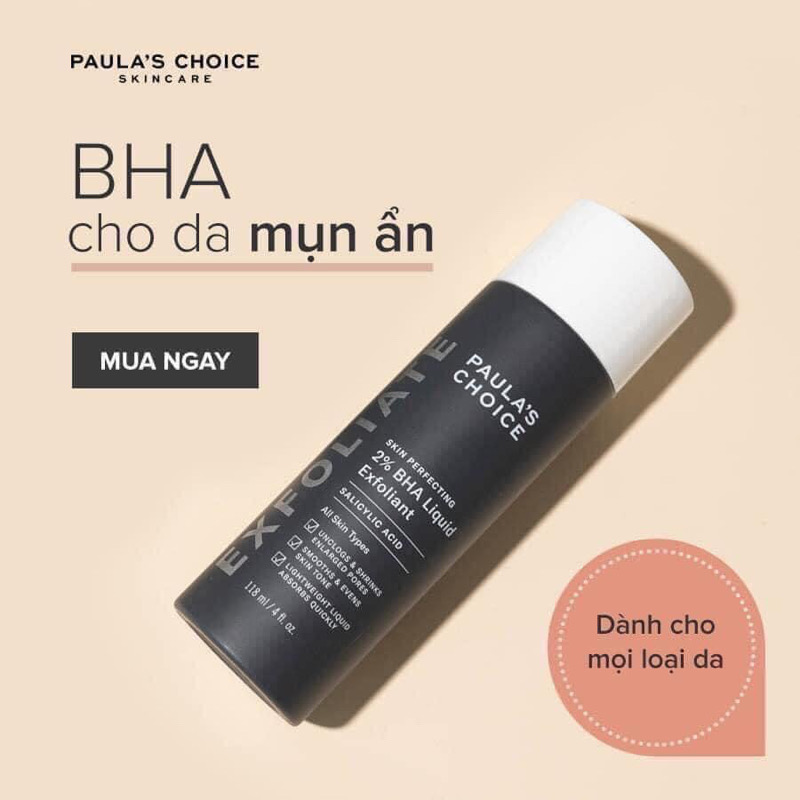 PAULA'S CHOICE
SKINCARE
BHA
cho da mụn ẩn
MUA NGAY
EXFOLIATE
PAULA'S
CHOICE
SKIN PERFECTING
2% BHA Liquid
Exfoliant
SALICYLIC ACID
All Skin Types
UNCLOGS & SHRINKS
ENLARGED PORES
SMOOTHS & EVENS
SKIN TONE
LIGHTWEIGHT LIQUID
ABSORBS QUICKLY
118 ml / 4 fl. oz.
Dành cho
mọi loại da